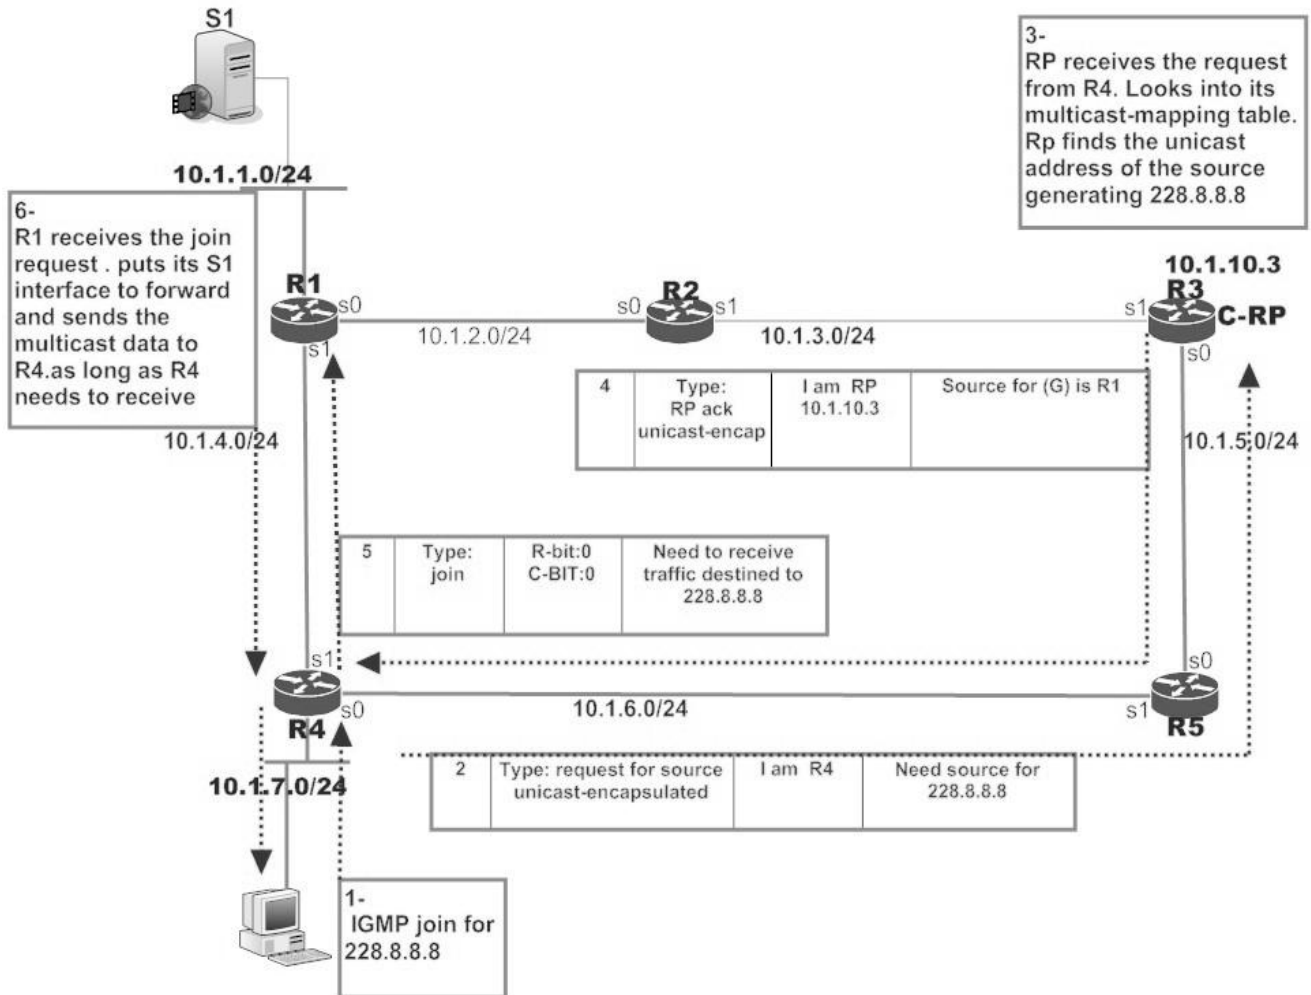 S1
3-
RP receives the request
from R4. Looks into its
multicast-mapping table.
Rp finds the unicast
address of the source
generating 228.8.8.8
10.1.1.0/24
6-
R1 receives the join
request . puts its S1
interface to forward
and sends the
multicast data to
R4.as long as R4
needs to receive
R1
s0
s1
10.1.2.0/24
s0
R2
s1
10.1.3.0/24
10.1.10.3
R3
s1
C-RP
s0
4
Type:
RP ack
unicast-encap
I am RP
10.1.10.3
Source for (G) is R1
10.1.4.0/24
10.1.5.0/24
5
Type:
join
R-bit:0
C-BIT:0
Need to receive
traffic destined to
228.8.8.8
s1
s0
R4
10.1.6.0/24
s0
s1
R5
10.1.7.0/24
2
Type: request for source
unicast-encapsulated
I am R4
Need source for
228.8.8.8
1-
IGMP join for
228.8.8.8